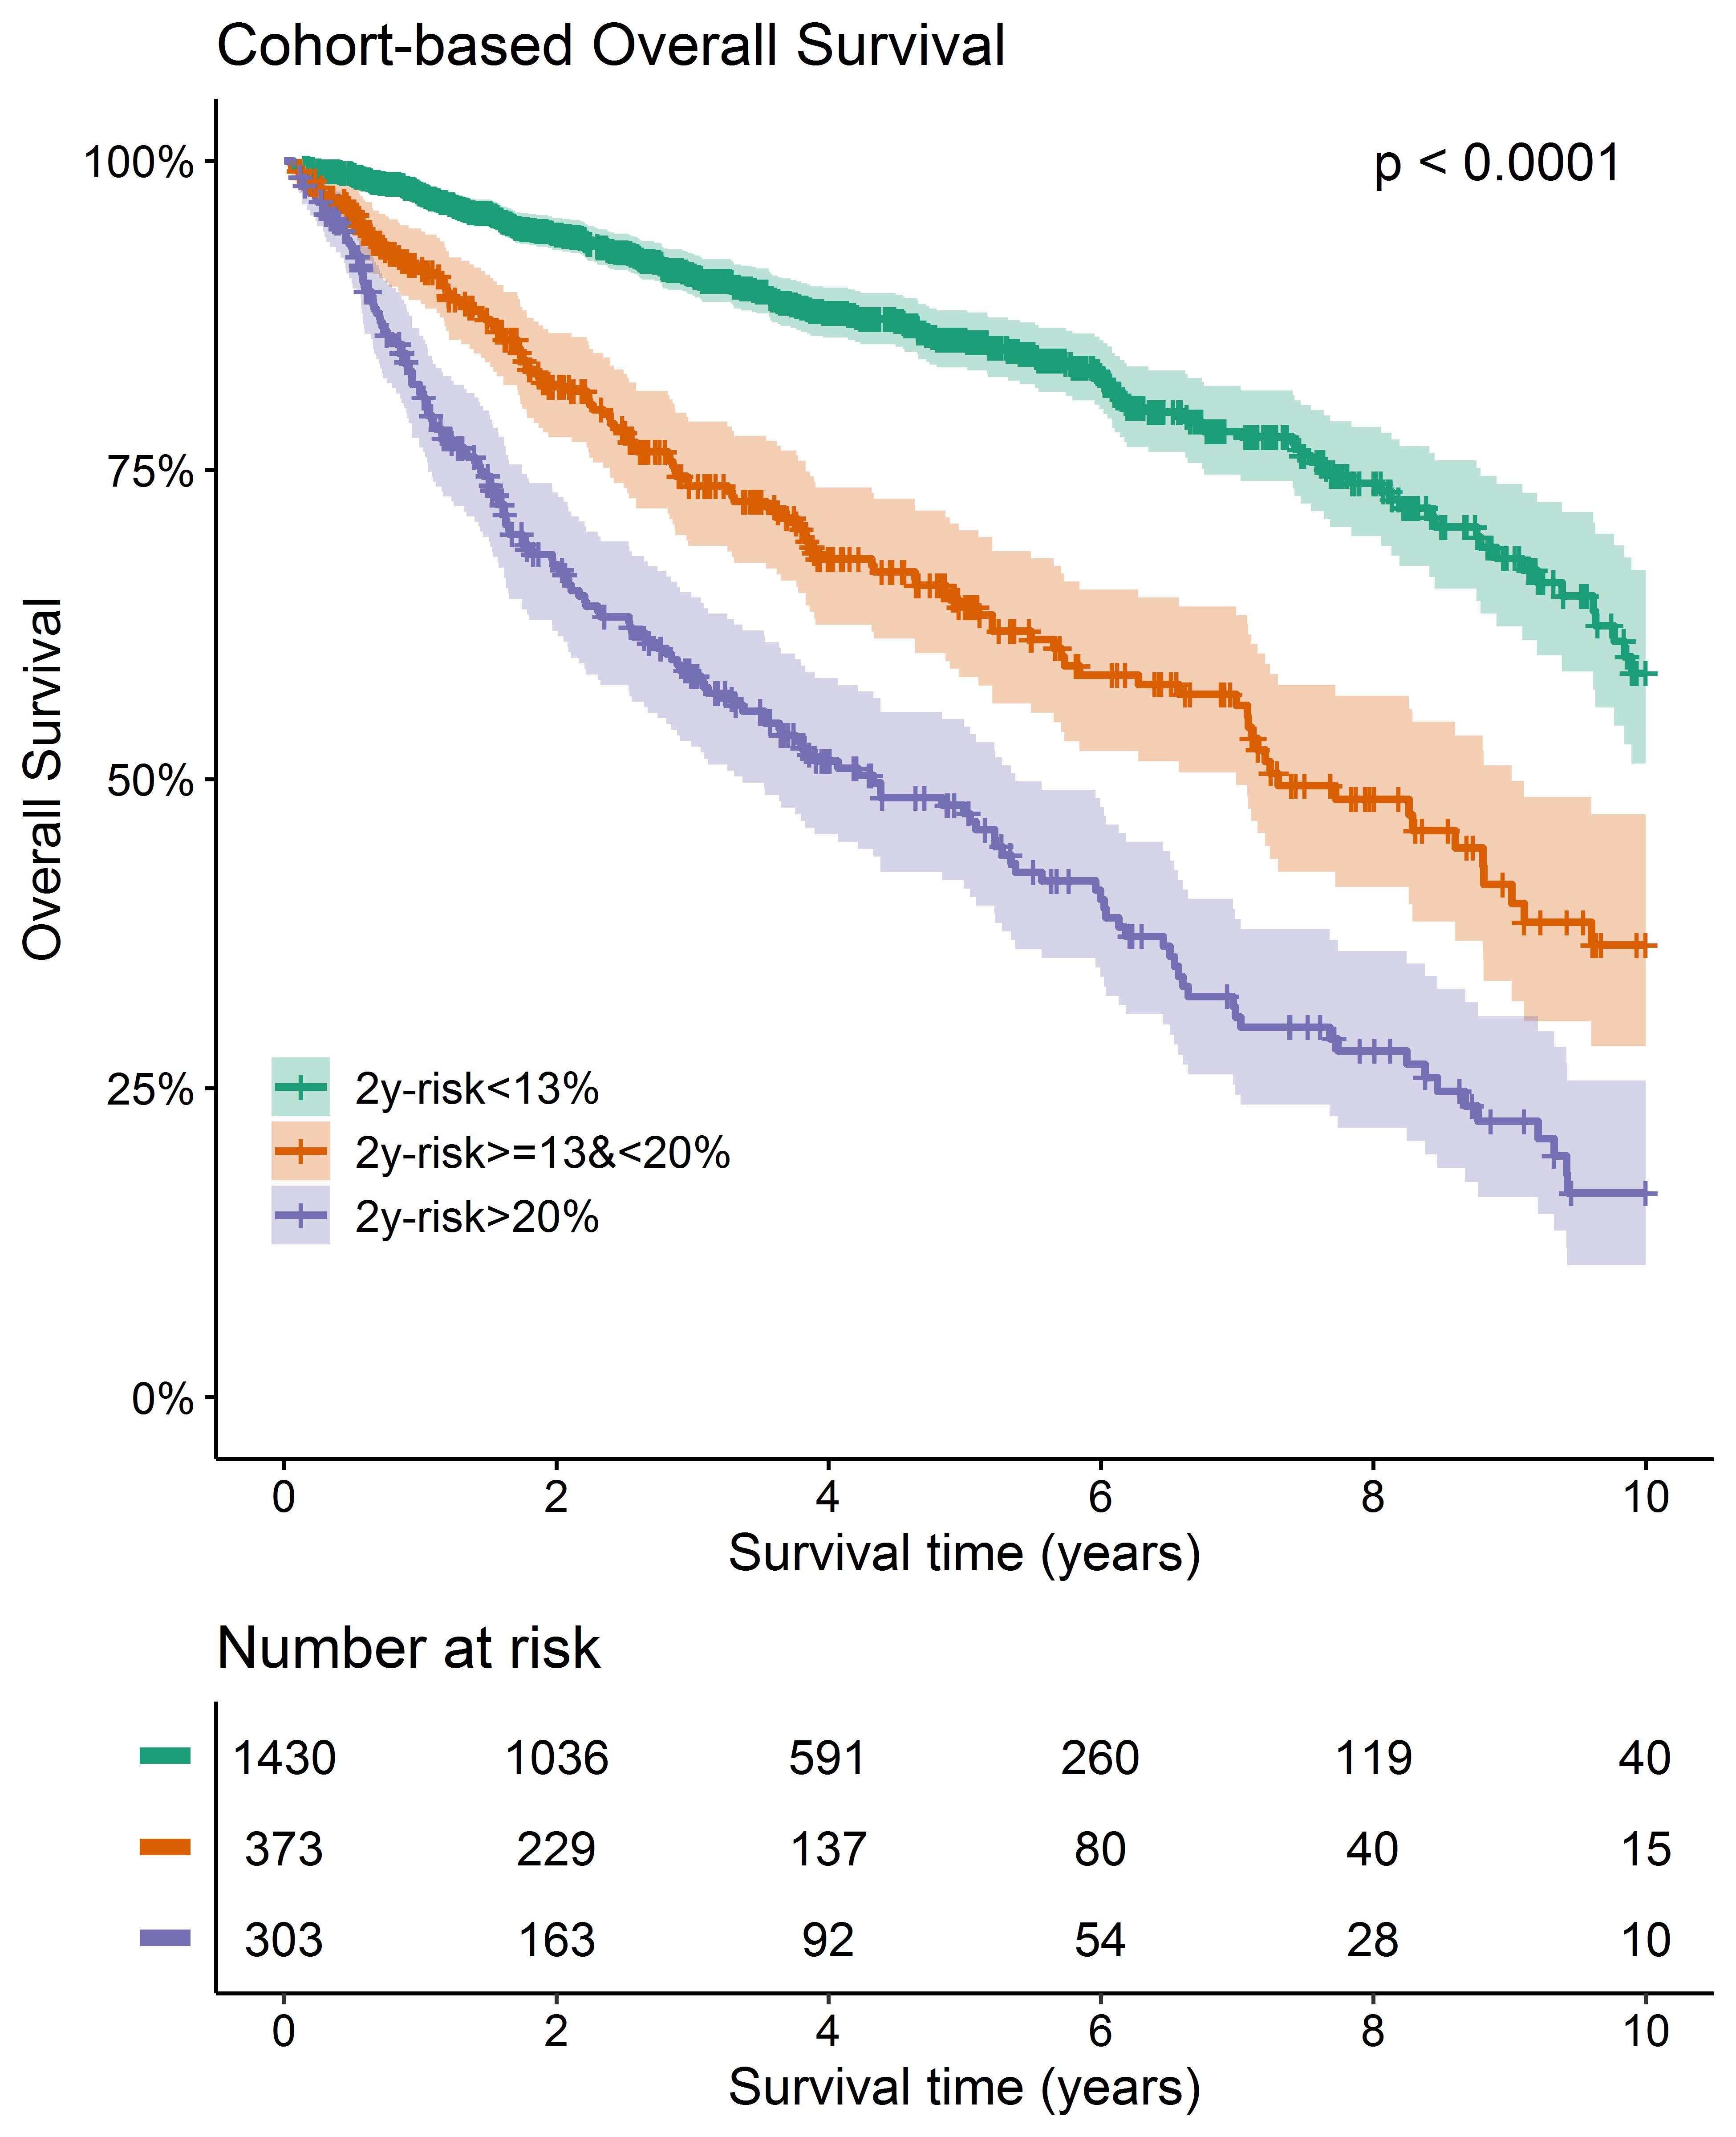 Cohort-based Overall Survival
p < 0.0001
100%
75%
50%
25%
0%
Overall Survival
2y-risk<13%
2y-risk>=13&<20%
2y-risk>20%
0 2 4 6 8 10
Survival time (years)
Number at risk
1430 1036 591 260 119 40
373 229 137 80 40 15
303 163 92 54 28 10
0 2 4 6 8 10
Survival time (years)